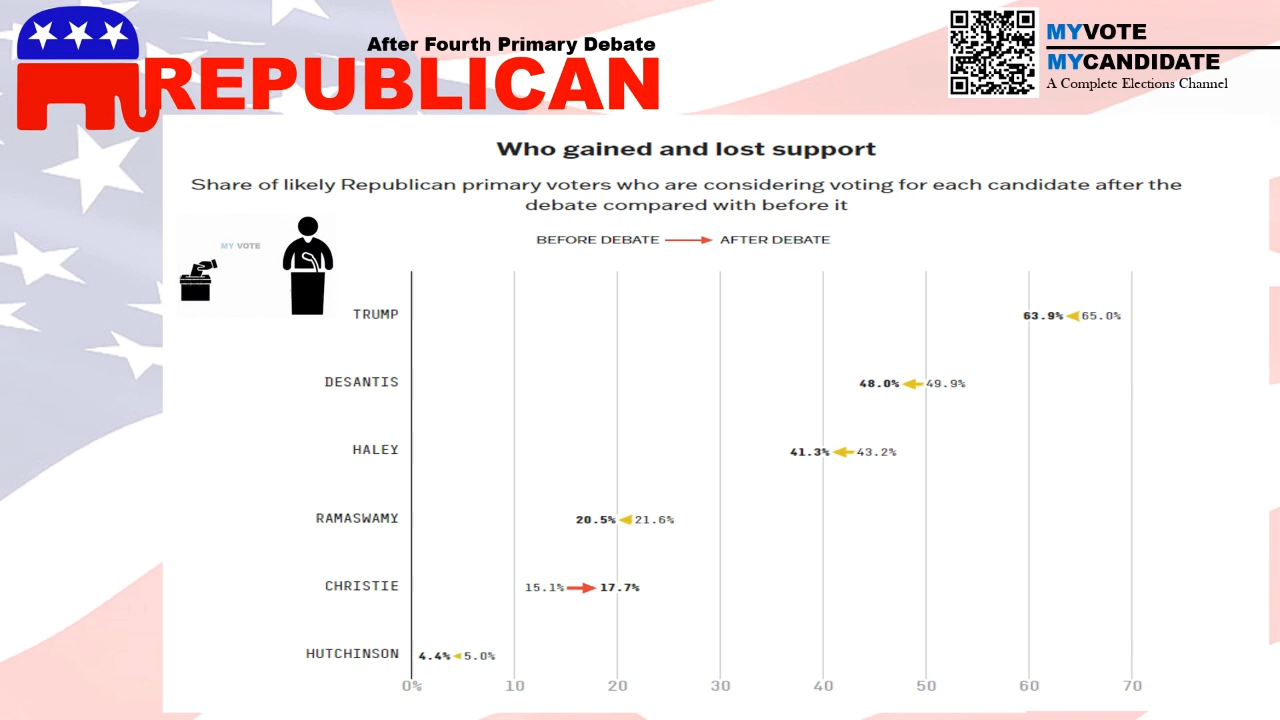 After Fourth Primary Debate
REPUBLICAN
MYVOTE
MYCANDIDATE
A Complete Elections Channel
Who gained and lost support
Share of likely Republican primary voters who are considering voting for each candidate after the
debate compared with before it
BEFORE DEBATE AFTER DEBATE
MY VOTE
TRUMP 63.9% 65.0%
DESANTIS 48.0% 49.9%
HALEY 41.3% 43.2%
RAMASWAMY 20.5% 21.6%
CHRISTIE 15.1% 17.7%
HUTCHINSON 4.4% 5.0%
0% 10 20 30 40 50 60 70